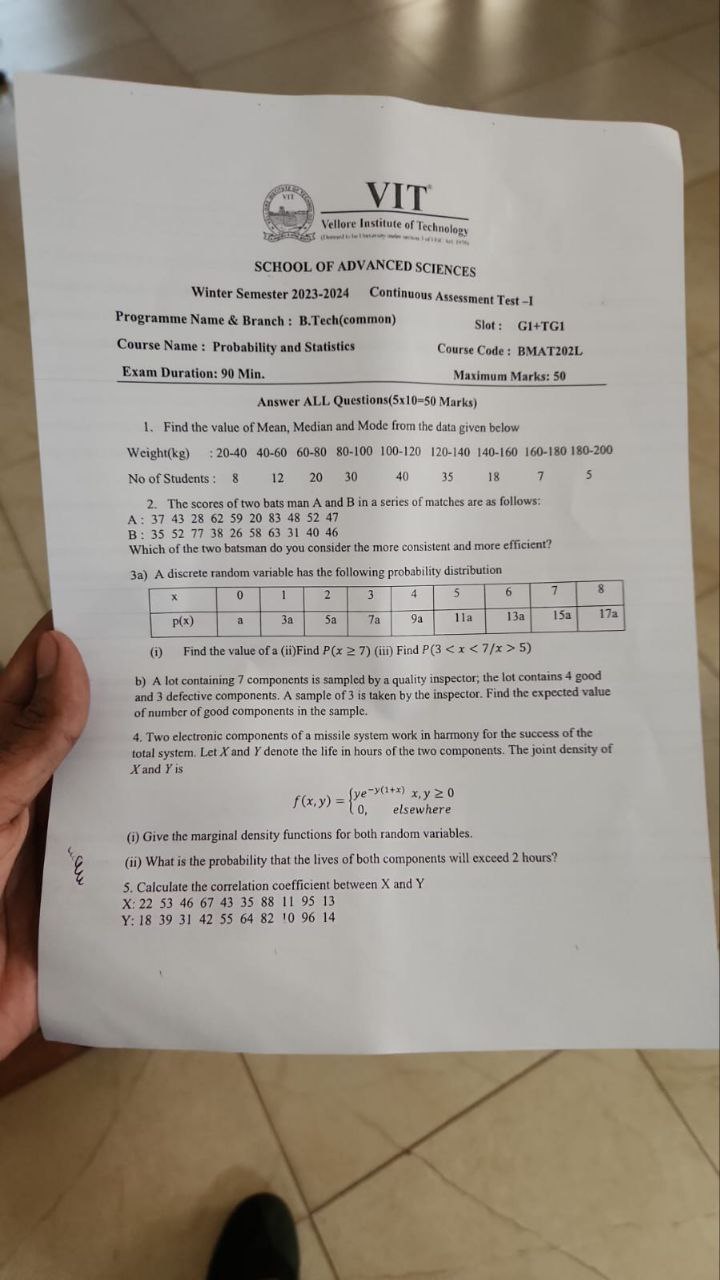 VIT
VIT
Vellore Institute of Technology
SCHOOL OF ADVANCED SCIENCES
Winter Semester 2023-2024 Continuous Assessment Test –I
Programme Name & Branch : B.Tech(common) Slot : G1+TG1
Course Name : Probability and Statistics Course Code : BMAT202L
Exam Duration: 90 Min. Maximum Marks: 50
Answer ALL Questions(5x10=50 Marks)
1. Find the value of Mean, Median and Mode from the data given below
Weight(kg) : 20-40 40-60 60-80 80-100 100-120 120-140 140-160 160-180 180-200
No of Students : 8 12 20 30 40 35 18 7 5
2. The scores of two bats man A and B in a series of matches are as follows:
A : 37 43 28 62 59 20 83 48 52 47
B : 35 52 77 38 26 58 63 31 40 46
Which of the two batsman do you consider the more consistent and more efficient?
3a) A discrete random variable has the following probability distribution
x 0 1 2 3 4 5 6 7 8
p(x) a 3a 5a 7a 9a 11a 13a 15a 17a
(i) Find the value of a (ii)Find P(x ≥ 7) (iii) Find P(3 < x < 7/x > 5)
b) A lot containing 7 components is sampled by a quality inspector; the lot contains 4 good
and 3 defective components. A sample of 3 is taken by the inspector. Find the expected value
of number of good components in the sample.
4. Two electronic components of a missile system work in harmony for the success of the
total system. Let X and Y denote the life in hours of the two components. The joint density of
X and Y is
f(x, y) = {ye^{-y(1+x)} x, y ≥ 0
0, elsewhere
(i) Give the marginal density functions for both random variables.
(ii) What is the probability that the lives of both components will exceed 2 hours?
5. Calculate the correlation coefficient between X and Y
X: 22 53 46 67 43 35 88 11 95 13
Y: 18 39 31 42 55 64 82 10 96 14